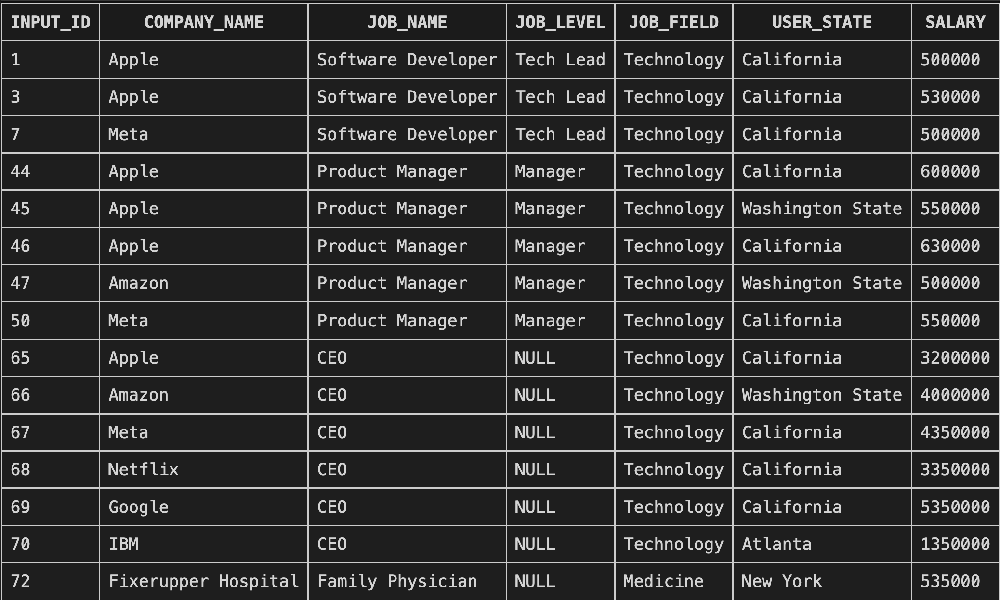 INPUT_ID COMPANY_NAME JOB_NAME JOB_LEVEL JOB_FIELD USER_STATE SALARY
1 Apple Software Developer Tech Lead Technology California 500000
3 Apple Software Developer Tech Lead Technology California 530000
7 Meta Software Developer Tech Lead Technology California 500000
44 Apple Product Manager Manager Technology California 600000
45 Apple Product Manager Manager Technology Washington State 550000
46 Apple Product Manager Manager Technology California 630000
47 Amazon Product Manager Manager Technology Washington State 500000
50 Meta Product Manager Manager Technology California 550000
65 Apple CEO NULL Technology California 3200000
66 Amazon CEO NULL Technology Washington State 4000000
67 Meta CEO NULL Technology California 4350000
68 Netflix CEO NULL Technology California 3350000
69 Google CEO NULL Technology California 5350000
70 IBM CEO NULL Technology Atlanta 1350000
72 Fixerupper Hospital Family Physician NULL Medicine New York 535000